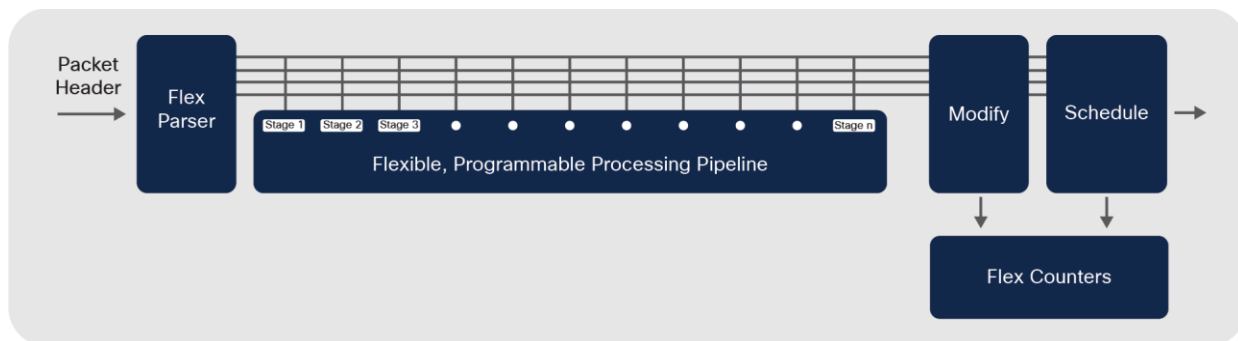 Packet
Header
Flex
Parser
Stage 1
Stage 2
Stage 3
Stage n
Flexible, Programmable Processing Pipeline
Modify
Schedule
Flex Counters